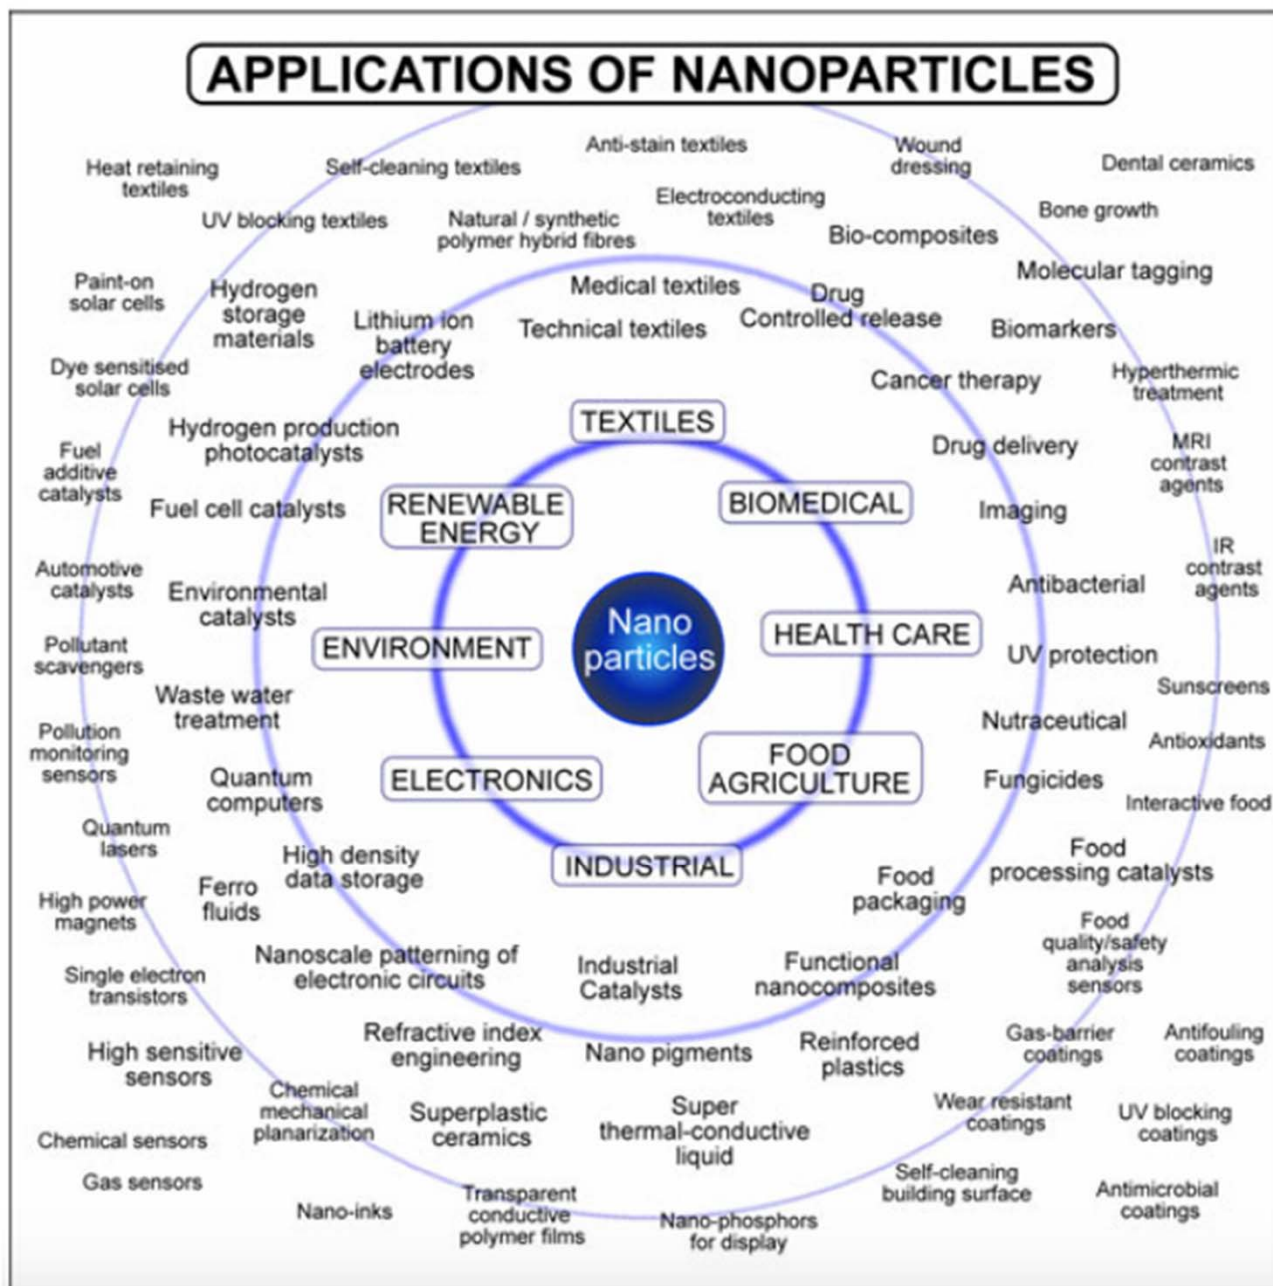 APPLICATIONS OF NANOPARTICLES
Anti-stain textiles
Wound
dressing
Dental ceramics
Heat retaining
textiles
Self-cleaning textiles
Electroconducting
textiles
Bone growth
UV blocking textiles
Natural / synthetic
polymer hybrid fibres
Bio-composites
Molecular tagging
Paint-on
solar cells
Hydrogen
storage
materials
Medical textiles
Drug
Controlled release
Lithium ion
battery
electrodes
Technical textiles
Biomarkers
Dye sensitised
solar cells
Cancer therapy
Hyperthermic
treatment
TEXTILES
Hydrogen production
photocatalysts
Drug delivery
MRI
contrast
agents
Fuel
additive
catalysts
Fuel cell catalysts
RENEWABLE
ENERGY
BIOMEDICAL
Imaging
IR
contrast
agents
Automotive
catalysts
Environmental
catalysts
Antibacterial
Nano
particles
ENVIRONMENT
HEALTH CARE
Pollutant
scavengers
UV protection
Sunscreens
Waste water
treatment
Nutraceutical
Antioxidants
Pollution
monitoring
sensors
Quantum
computers
ELECTRONICS
FOOD
AGRICULTURE
Fungicides
Interactive food
Quantum
lasers
High density
data storage
INDUSTRIAL
Food
processing catalysts
Ferro
fluids
Food
packaging
High power
magnets
Food
quality/safety
analysis
sensors
Nanoscale patterning of
electronic circuits
Industrial
Catalysts
Functional
nanocomposites
Single electron
transistors
Refractive index
engineering
Nano pigments
Reinforced
plastics
Gas-barrier
coatings
Antifouling
coatings
High sensitive
sensors
Chemical
mechanical
planarization
Superplastic
ceramics
Super
thermal-conductive
liquid
Wear resistant
coatings
UV blocking
coatings
Chemical sensors
Gas sensors
Self-cleaning
building surface
Antimicrobial
coatings
Nano-inks
Transparent
conductive
polymer films
Nano-phosphors
for display